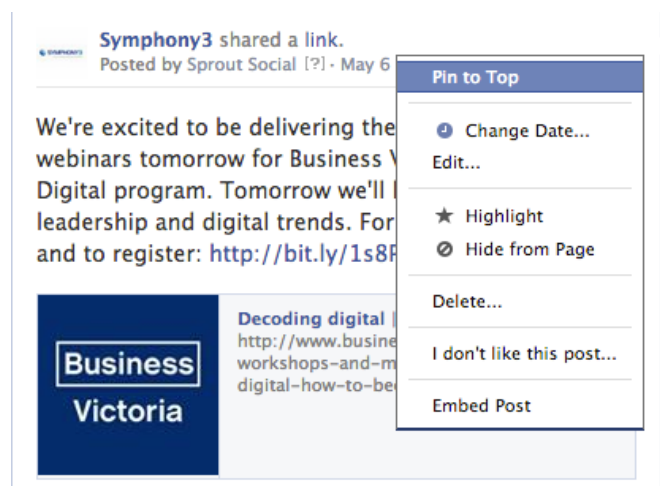 SYMPHONY3
Symphony3 shared a link.
Posted by Sprout Social [?] · May 6
Pin to Top
Change Date...
Edit...
Highlight
Hide from Page
Delete...
I don't like this post...
Embed Post
We're excited to be delivering the
webinars tomorrow for Business
Digital program. Tomorrow we'll
leadership and digital trends. For
and to register: http://bit.ly/1s8
Business
Victoria
Decoding digital |
http://www.busine
workshops-and-m
digital-how-to-be